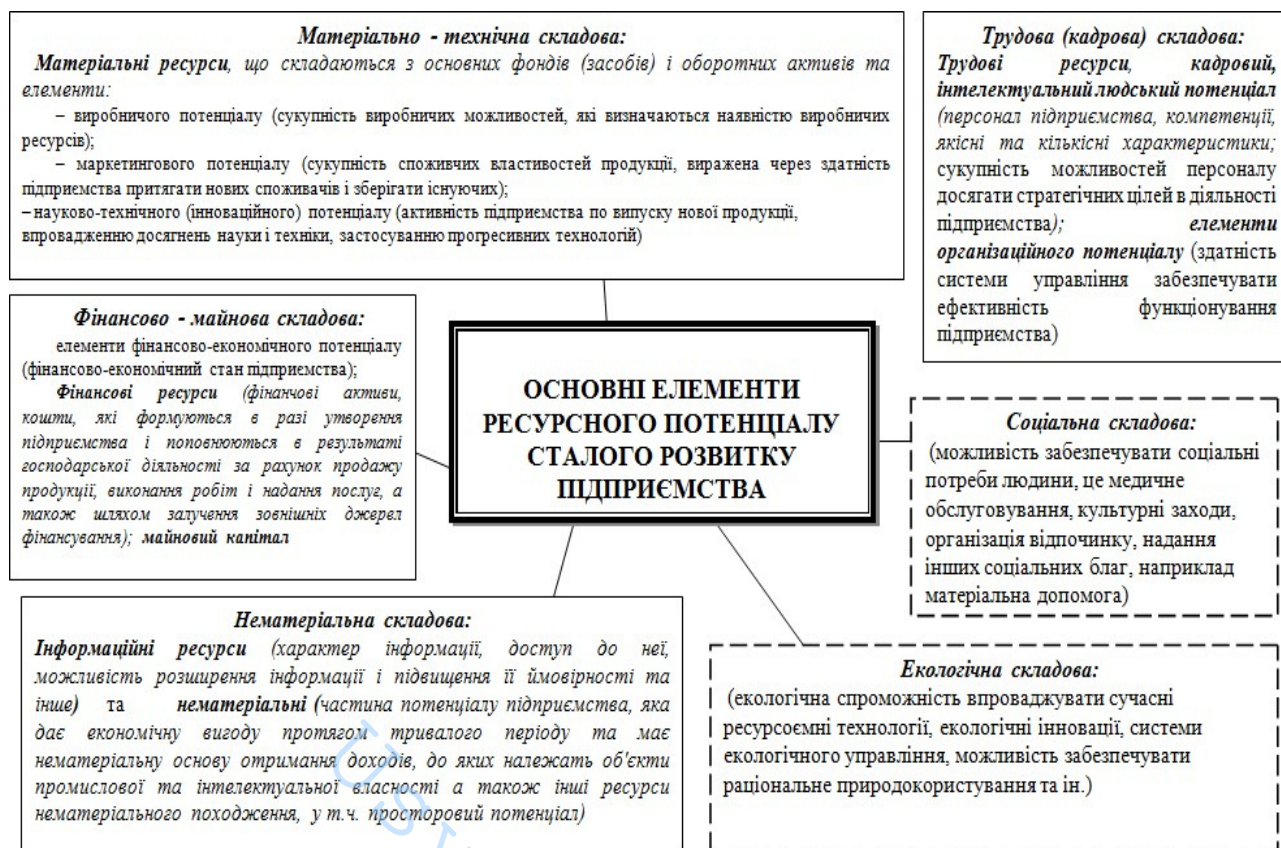 Матеріально - технічна складова:
Матеріальні ресурси, що складаються з основних фондів (засобів) і оборотних активів та
елементи:
– виробничого потенціалу (сукупність виробничих можливостей, які визначаються наявністю виробничих
ресурсів);
– маркетингового потенціалу (сукупність споживчих властивостей продукції, виражена через здатність
підприємства притягати нових споживачів і зберігати існуючих);
– науково-технічного (інноваційного) потенціалу (активність підприємства по випуску нової продукції,
впровадженню досягнень науки і техніки, застосуванню прогресивних технологій)
Трудова (кадрова) складова:
Трудові ресурси, кадровий,
інтелектуальний людський потенціал
(персонал підприємства, компетенції,
якісні та кількісні характеристики;
сукупність можливостей персоналу
досягати стратегічних цілей в діяльності
підприємства); елементи
організаційного потенціалу (здатність
системи управління забезпечувати
ефективність функціонування
підприємства)
Фінансово - майнова складова:
елементи фінансово-економічного потенціалу
(фінансово-економічний стан підприємства);
Фінансові ресурси (фінанчові активи,
кошти, які формуються в разі утворення
підприємства і поповнюються в результаті
господарської діяльності за рахунок продажу
продукції, виконання робіт і надання послуг, а
також шляхом залучення зовнішніх джерел
фінансування); майновий капітал
ОСНОВНІ ЕЛЕМЕНТИ
РЕСУРСНОГО ПОТЕНЦІАЛУ
СТАЛОГО РОЗВИТКУ
ПІДПРИЄМСТВА
Соціальна складова:
(можливість забезпечувати соціальні
потреби людини, це медичне
обслуговування, культурні заходи,
організація відпочинку, надання
інших соціальних благ, наприклад
матеріальна допомога)
Нематеріальна складова:
Інформаційні ресурси (характер інформації, доступ до неї,
можливість розширення інформації і підвищення її ймовірності та
інше) та нематеріальні (частина потенціалу підприємства, яка
дає економічну вигоду протягом тривалого періоду та має
нематеріальну основу отримання доходів, до яких належать об'єкти
промислової та інтелектуальної власності а також інші ресурси
нематеріального походження, у т.ч. просторовий потенціал)
Екологічна складова:
(екологічна спроможність впроваджувати сучасні
ресурсоємні технології, екологічні інновації, системи
екологічного управління, можливість забезпечувати
раціональне природокористування та ін.)